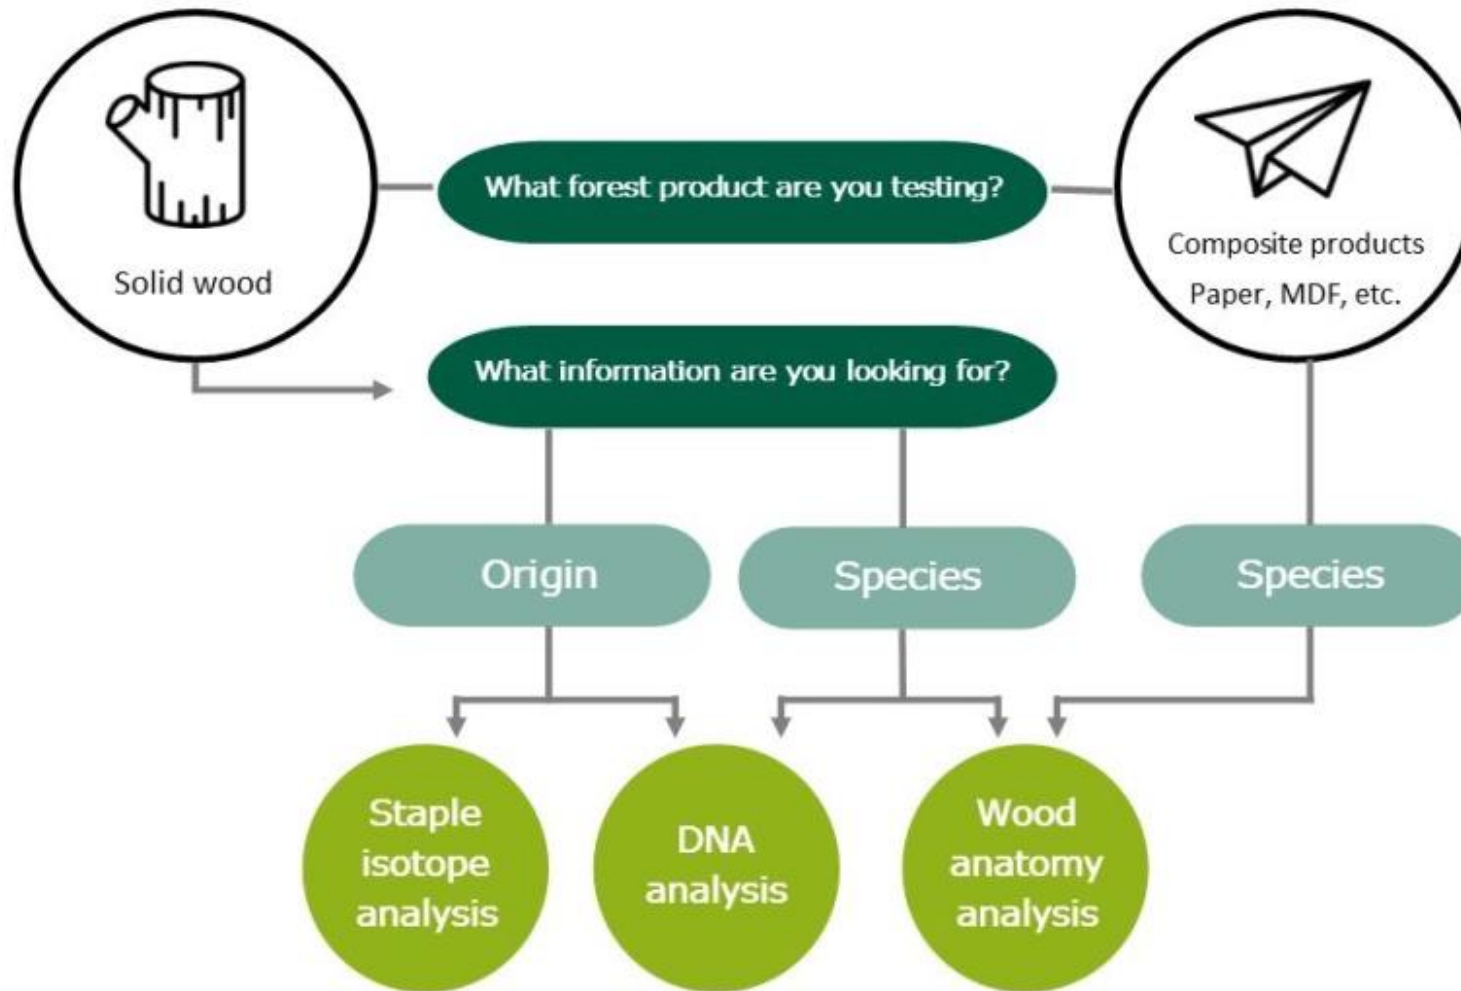 What forest product are you testing?
Solid wood
Composite products
Paper, MDF, etc.
What information are you looking for?
Origin
Species
Species
Staple
isotope
analysis
DNA
analysis
Wood
anatomy
analysis